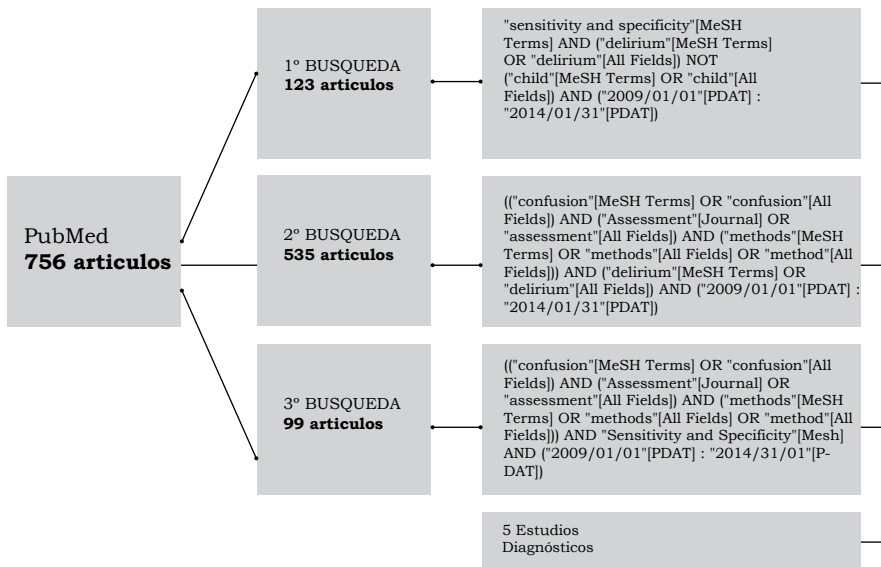 PubMed
756 articulos
1º BUSQUEDA
123 articulos
"sensitivity and specificity"[MeSH
Terms] AND ("delirium"[MeSH Terms]
OR "delirium"[All Fields]) NOT
("child"[MeSH Terms] OR "child"[All
Fields]) AND ("2009/01/01"[PDAT] :
"2014/01/31"[PDAT])
2º BUSQUEDA
535 articulos
(("confusion"[MeSH Terms] OR "confusion"[All
Fields]) AND ("Assessment"[Journal] OR
"assessment"[All Fields]) AND ("methods"[MeSH
Terms] OR "methods"[All Fields] OR "method"[All
Fields])) AND ("delirium"[MeSH Terms] OR
"delirium"[All Fields]) AND ("2009/01/01"[PDAT] :
"2014/01/31"[PDAT])
3º BUSQUEDA
99 articulos
(("confusion"[MeSH Terms] OR "confusion"[All
Fields]) AND ("Assessment"[Journal] OR
"assessment"[All Fields]) AND ("methods"[MeSH
Terms] OR "methods"[All Fields] OR "method"[All
Fields])) AND "Sensitivity and Specificity"[Mesh]
AND ("2009/01/01"[PDAT] : "2014/31/01"[P-
DAT])
5 Estudios
Diagnósticos